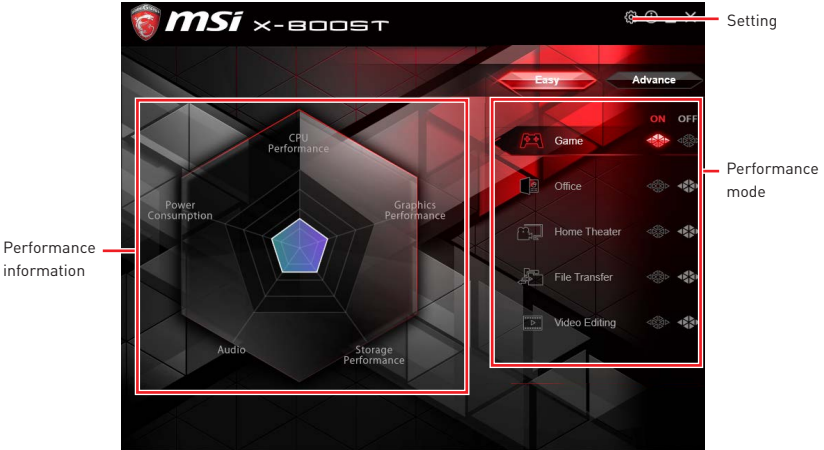 msi X-BOOST
Setting
Easy
Advance
ON OFF
Game
Office
Home Theater
File Transfer
Video Editing
Performance
mode
CPU
Performance
Graphics
Performance
Storage
Performance
Audio
Power
Consumption
Performance
information